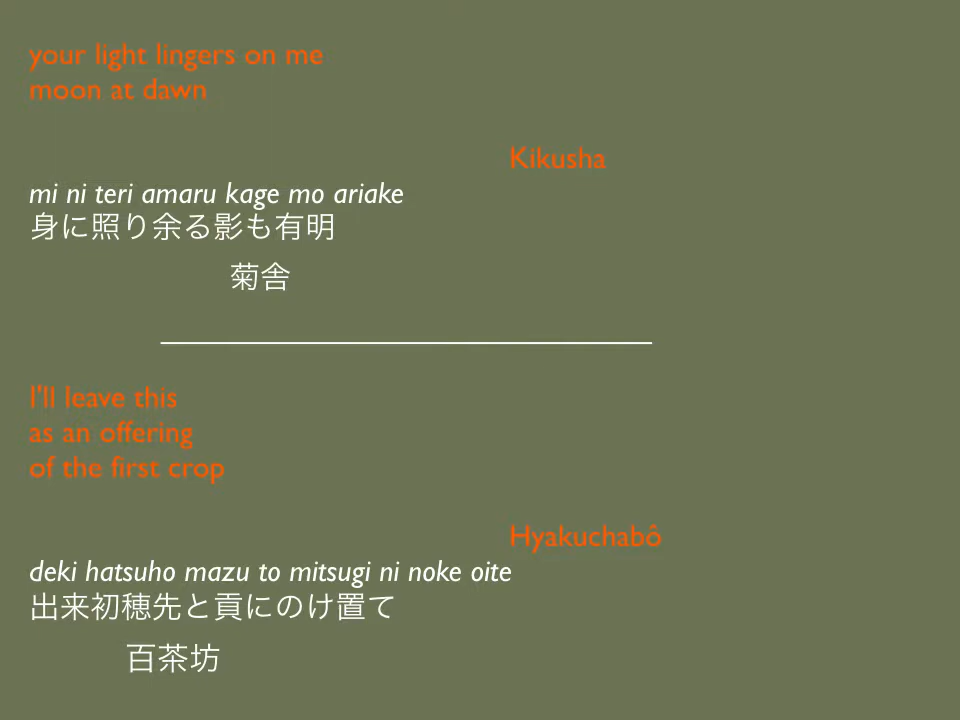 your light lingers on me
moon at dawn
Kikusha
mi ni teri amaru kage mo ariake
身に照り余る影も有明
菊舎
I'll leave this
as an offering
of the first crop
Hyakuchabô
deki hatsuho mazu to mitsugi ni noke oite
出来初穂先と貢にのけ置て
百茶坊